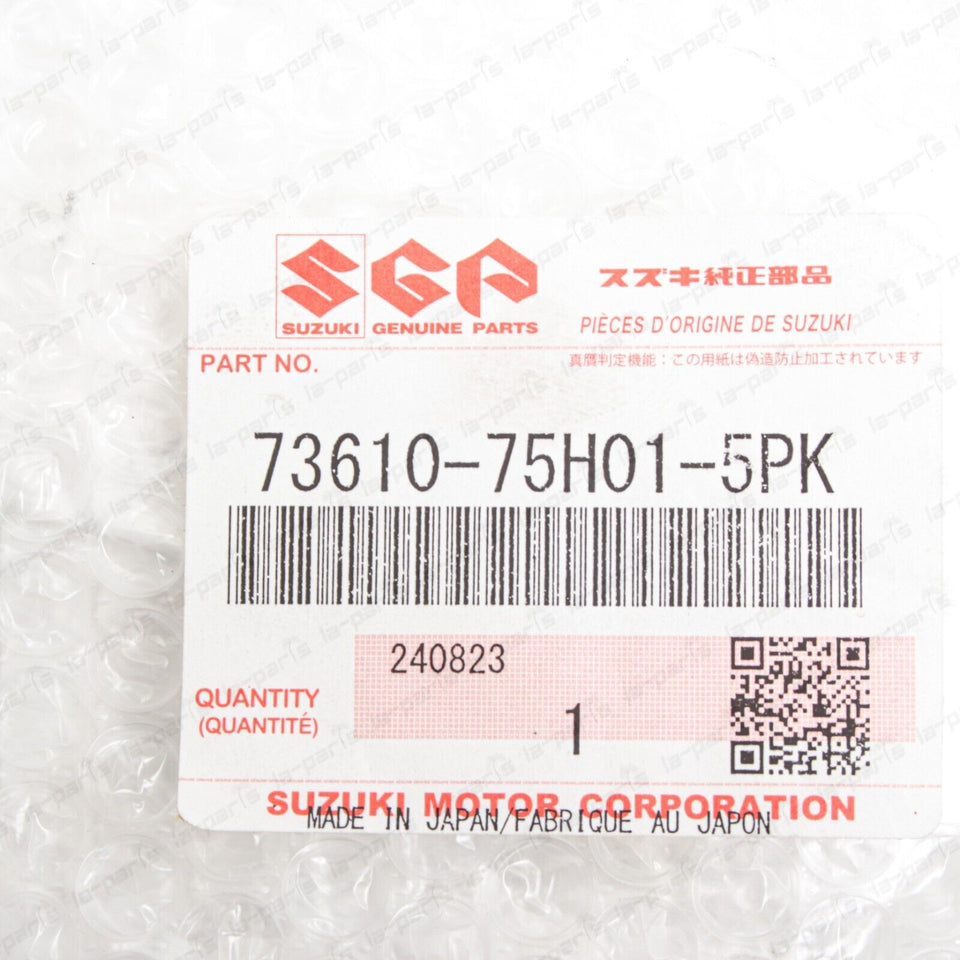 SGP
SUZUKI GENUINE PARTS
スズキ純正部品
PIÈCES D'ORIGINE DE SUZUKI
PART NO.
真贋判定機能：この用紙は偽造防止加工されています
73610-75H01-5PK
240823
QUANTITY
(QUANTITÉ)
1
SUZUKI MOTOR CORPORATION
MADE IN JAPAN/FABRIQUE AU JAPON
la-parts